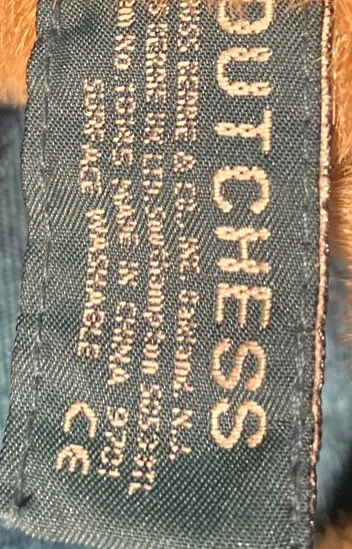 DUTCHESS
RUSS BERRIE & CO., INC. Oakland, N.J.
RUSS BERRIE UK LTD. Southampton
ITEM NO. MADE IN CHINA 9701
SURFACE WASHABLE CE